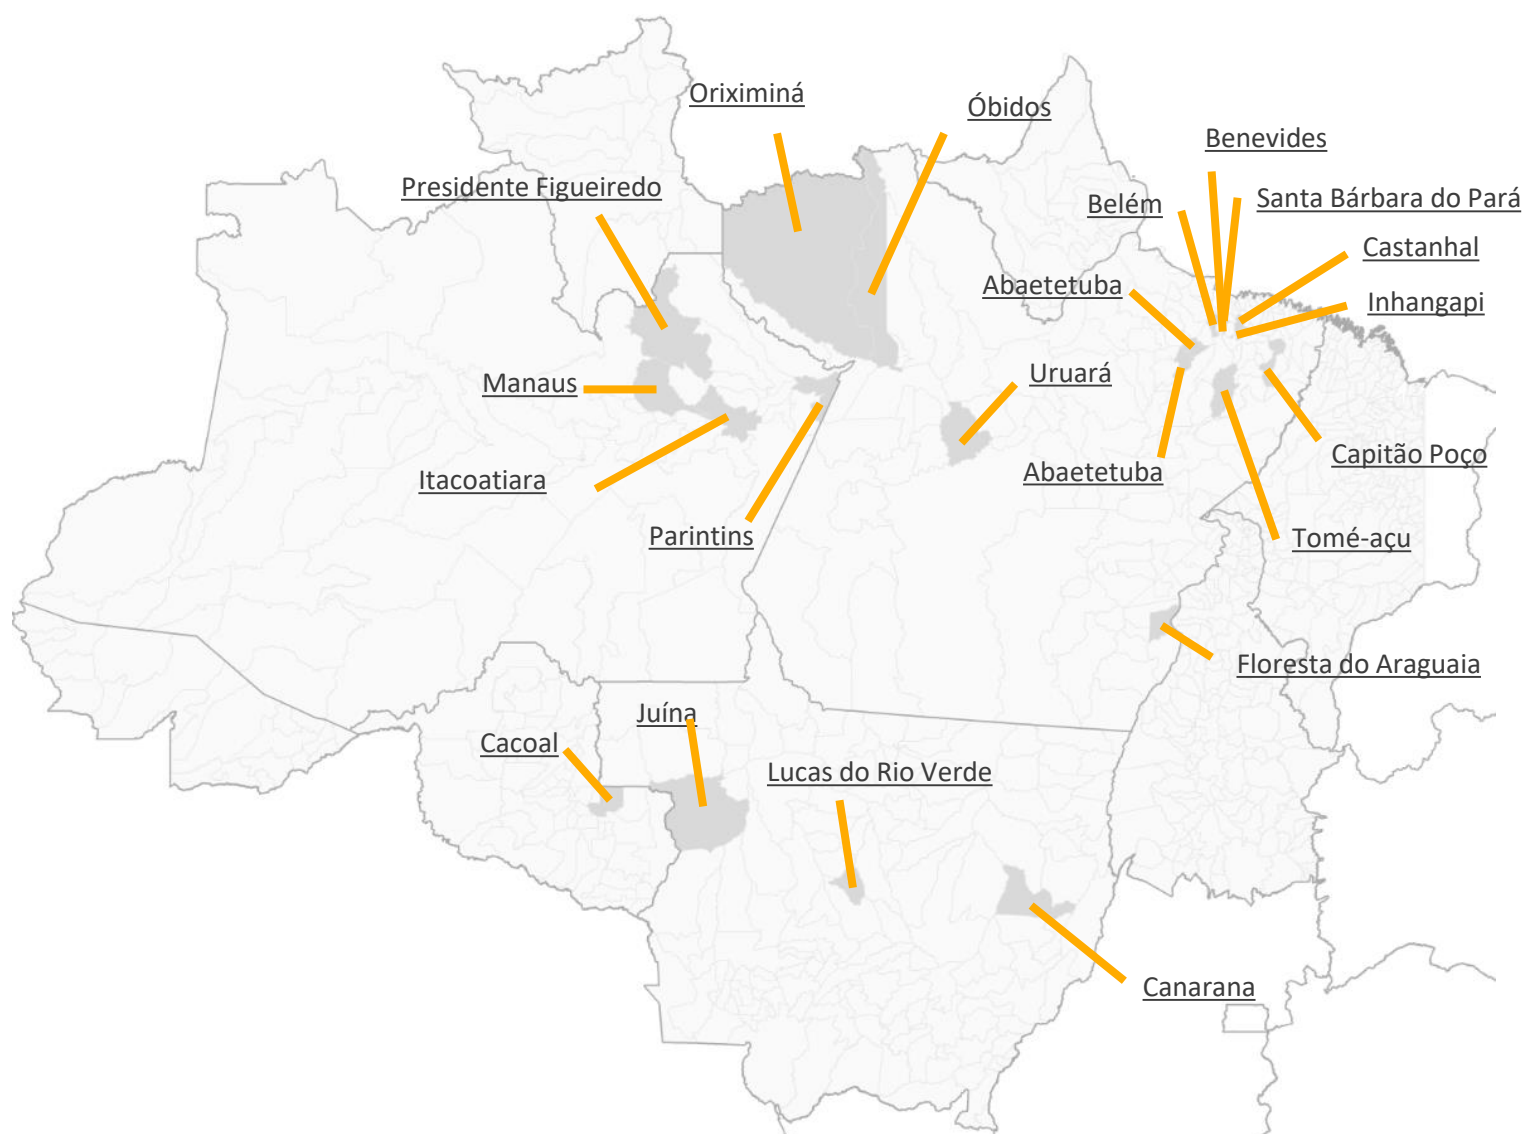 Oriximiná
Óbidos
Benevides
Presidente Figueiredo
Belém
Santa Bárbara do Pará
Castanhal
Abaetetuba
Inhangapi
Manaus
Uruará
Itacoatiara
Abaetetuba
Capitão Poço
Parintins
Tomé-açu
Floresta do Araguaia
Juína
Cacoal
Lucas do Rio Verde
Canarana